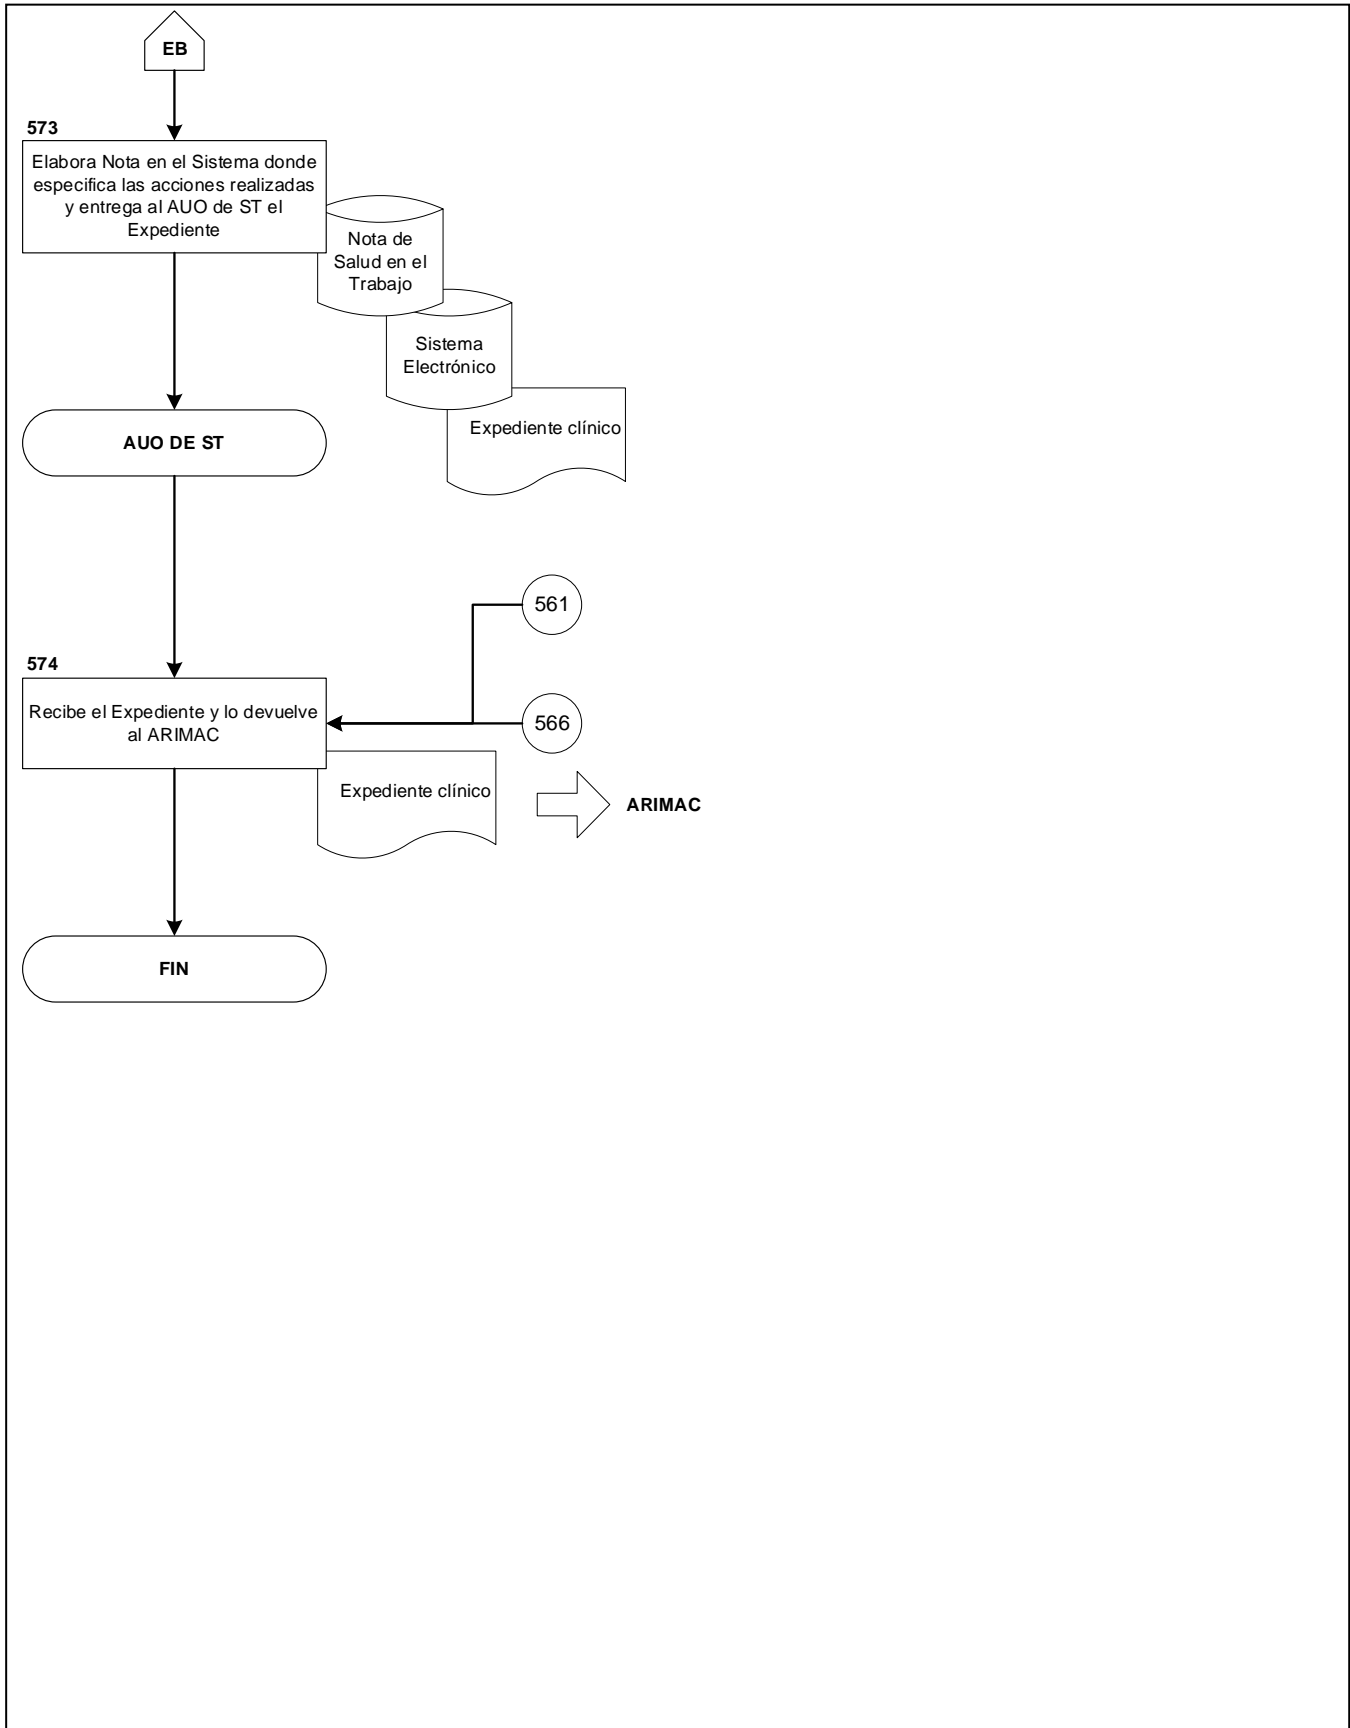 EB
573
Elabora Nota en el Sistema donde
especifica las acciones realizadas
y entrega al AUO de ST el
Expediente
Nota de
Salud en el
Trabajo
Sistema
Electrónico
Expediente clínico
AUO DE ST
561
574
Recibe el Expediente y lo devuelve
al ARIMAC
566
Expediente clínico
ARIMAC
FIN